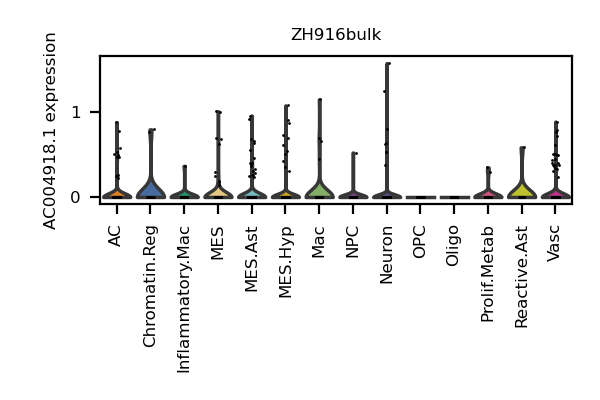 ZH916bulk
AC004918.1 expression
1
0
AC
Chromatin.Reg
Inflammatory.Mac
MES
MES.Ast
MES.Hyp
Mac
NPC
Neuron
OPC
Oligo
Prolif.Metab
Reactive.Ast
Vasc